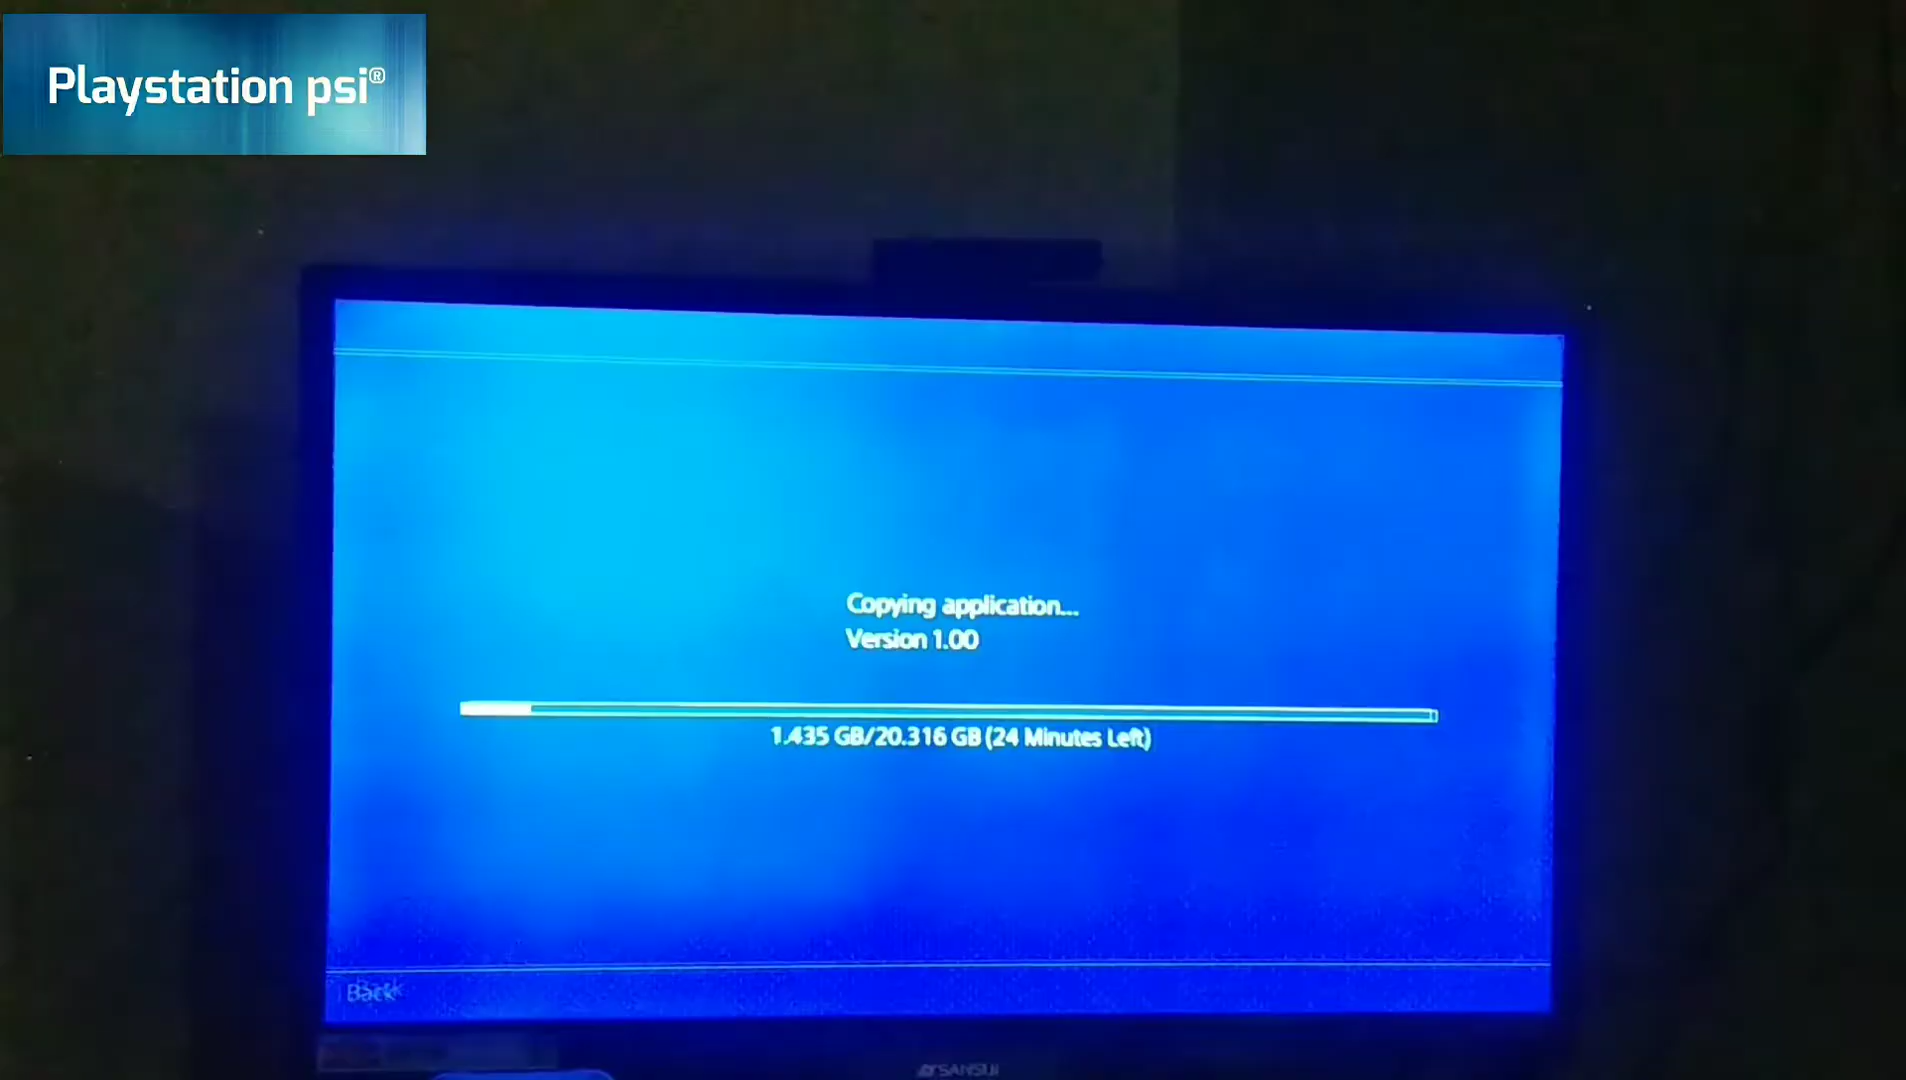 Playstation psi®
Copying application...
Version 1.00
1.435 GB/20.316 GB (24 Minutes Left)
Back
SANSUI